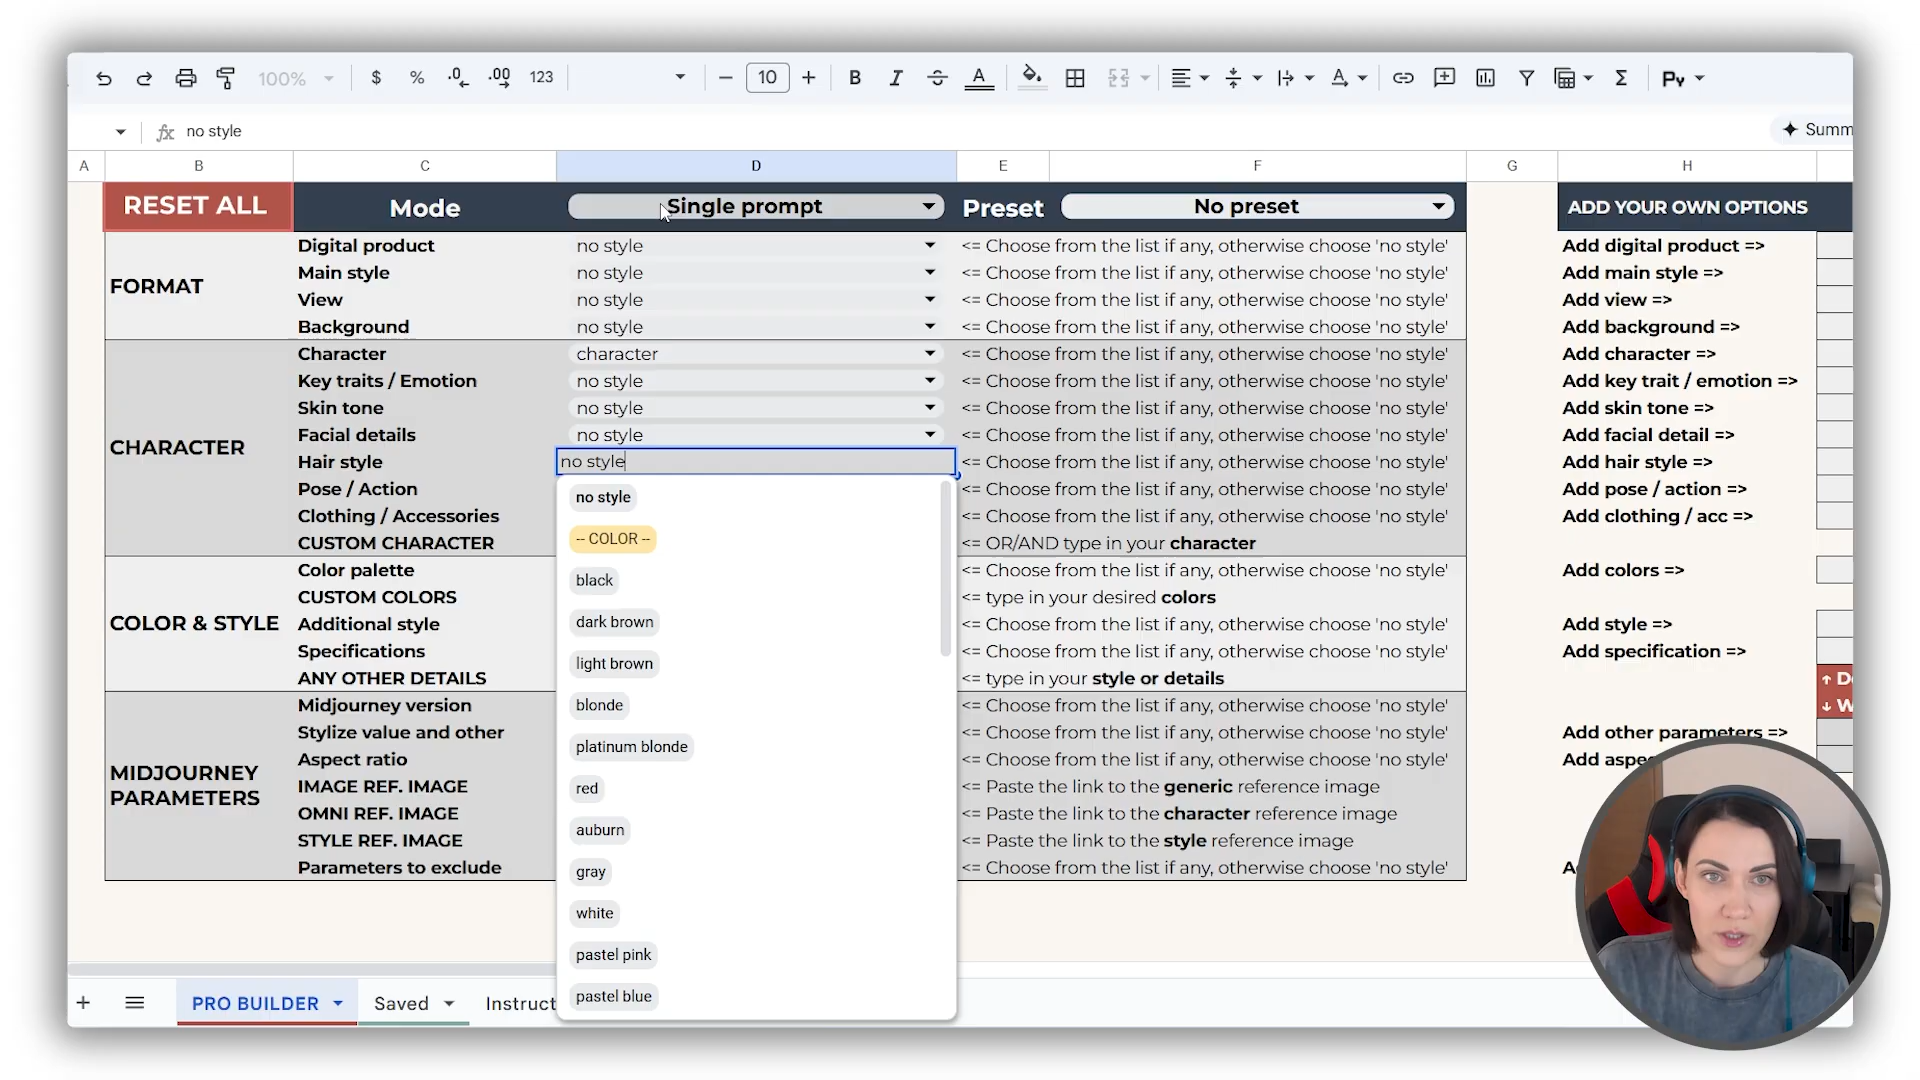 100% $ % .0 .00 123 10 B I A Py
fx no style Summ
A B C D E F G H
RESET ALL Mode Single prompt Preset No preset ADD YOUR OWN OPTIONS
Digital product no style <= Choose from the list if any, otherwise choose 'no style' Add digital product =>
FORMAT
Main style no style <= Choose from the list if any, otherwise choose 'no style' Add main style =>
View no style <= Choose from the list if any, otherwise choose 'no style' Add view =>
Background no style <= Choose from the list if any, otherwise choose 'no style' Add background =>
CHARACTER
Character character <= Choose from the list if any, otherwise choose 'no style' Add character =>
Key traits / Emotion no style <= Choose from the list if any, otherwise choose 'no style' Add key trait / emotion =>
Skin tone no style <= Choose from the list if any, otherwise choose 'no style' Add skin tone =>
Facial details no style <= Choose from the list if any, otherwise choose 'no style' Add facial detail =>
Hair style no style <= Choose from the list if any, otherwise choose 'no style' Add hair style =>
Pose / Action <= Choose from the list if any, otherwise choose 'no style' Add pose / action =>
Clothing / Accessories <= Choose from the list if any, otherwise choose 'no style' Add clothing / acc =>
CUSTOM CHARACTER <= OR/AND type in your character
COLOR & STYLE
Color palette <= Choose from the list if any, otherwise choose 'no style' Add colors =>
CUSTOM COLORS <= type in your desired colors
Additional style <= Choose from the list if any, otherwise choose 'no style' Add style =>
Specifications <= Choose from the list if any, otherwise choose 'no style' Add specification =>
ANY OTHER DETAILS <= type in your style or details
MIDJOURNEY
PARAMETERS
Midjourney version <= Choose from the list if any, otherwise choose 'no style'
Stylize value and other <= Choose from the list if any, otherwise choose 'no style' Add other parameters =>
Aspect ratio <= Choose from the list if any, otherwise choose 'no style' Add aspe
IMAGE REF. IMAGE <= Paste the link to the generic reference image
OMNI REF. IMAGE <= Paste the link to the character reference image
STYLE REF. IMAGE <= Paste the link to the style reference image
Parameters to exclude <= Choose from the list if any, otherwise choose 'no style'
no style
-- COLOR --
black
dark brown
light brown
blonde
platinum blonde
red
auburn
gray
white
pastel pink
pastel blue
PRO BUILDER Saved Instruct